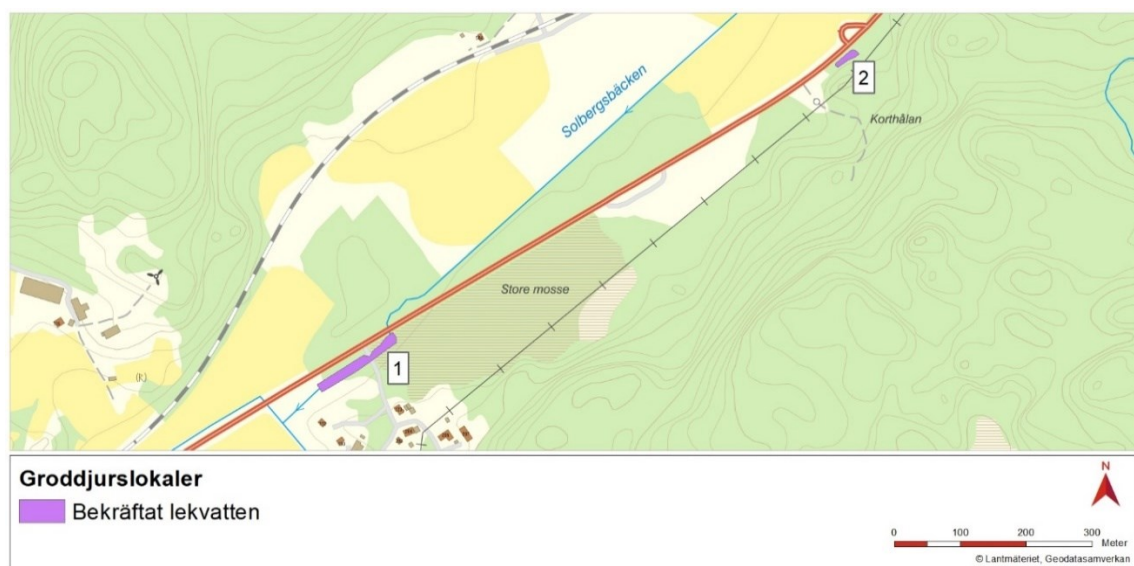 Solbergsbäcken
2
Korthålan
Store mosse
1
(R)
Groddjurslokaler
Bekräftat lekvatten
N
0 100 200 300
Meter
© Lantmäteriet, Geodatasamverkan